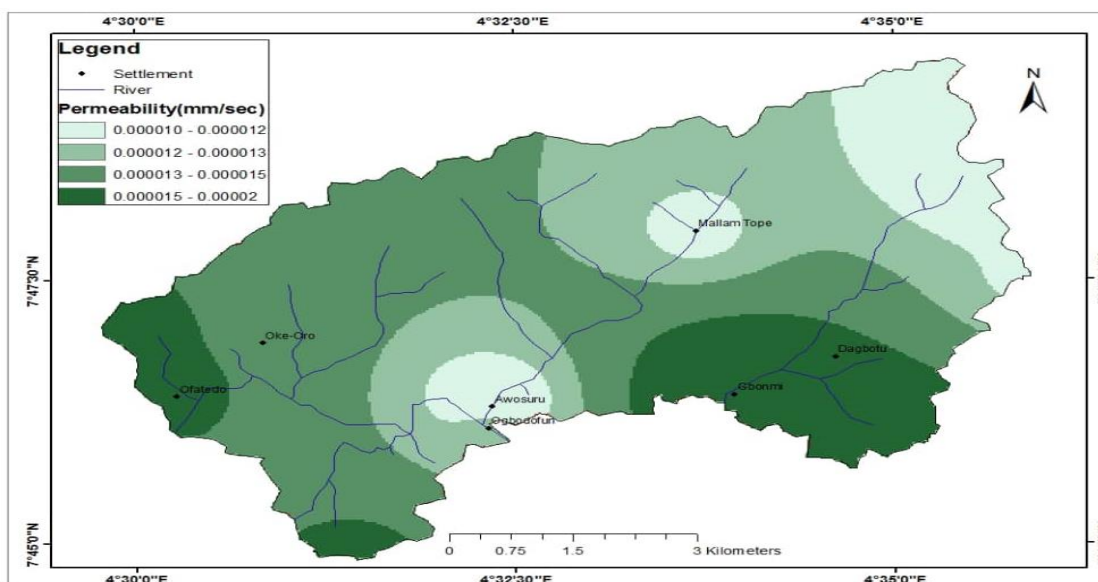 4°30'0"E 4°32'30"E 4°35'0"E
Legend
Settlement
River
Permeability(mm/sec)
0.000010 - 0.000012
0.000012 - 0.000013
0.000013 - 0.000015
0.000015 - 0.00002
N
Mallam Tope
7°47'30"N
7°47'30"N
Oke-Oro
Dagbolu
Ofatedo
Gbonmi
Awosuru
Ogbodofun
0 0.75 1.5 3 Kilometers
7°45'0"N
4°30'0"E 4°32'30"E 4°35'0"E